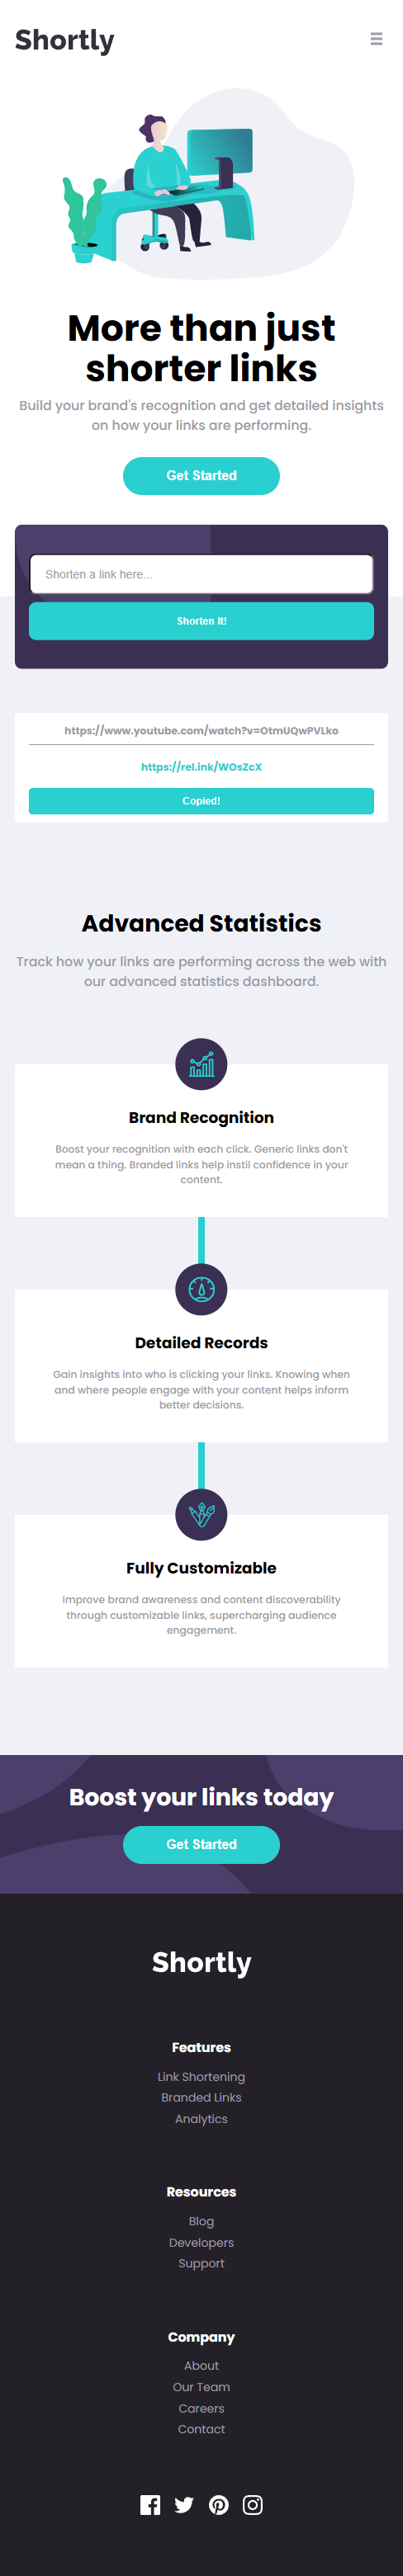 Shortly
More than just
shorter links
Build your brand's recognition and get detailed insights
on how your links are performing.
Get Started
Shorten a link here...
Shorten It!
https://www.youtube.com/watch?v=OtmUQwPVLko
https://rel.ink/WOsZcX
Copied!
Advanced Statistics
Track how your links are performing across the web with
our advanced statistics dashboard.
Brand Recognition
Boost your recognition with each click. Generic links don't
mean a thing. Branded links help instil confidence in your
content.
Detailed Records
Gain insights into who is clicking your links. Knowing when
and where people engage with your content helps inform
better decisions.
Fully Customizable
Improve brand awareness and content discoverability
through customizable links, supercharging audience
engagement.
Boost your links today
Get Started
Shortly
Features
Link Shortening
Branded Links
Analytics
Resources
Blog
Developers
Support
Company
About
Our Team
Careers
Contact